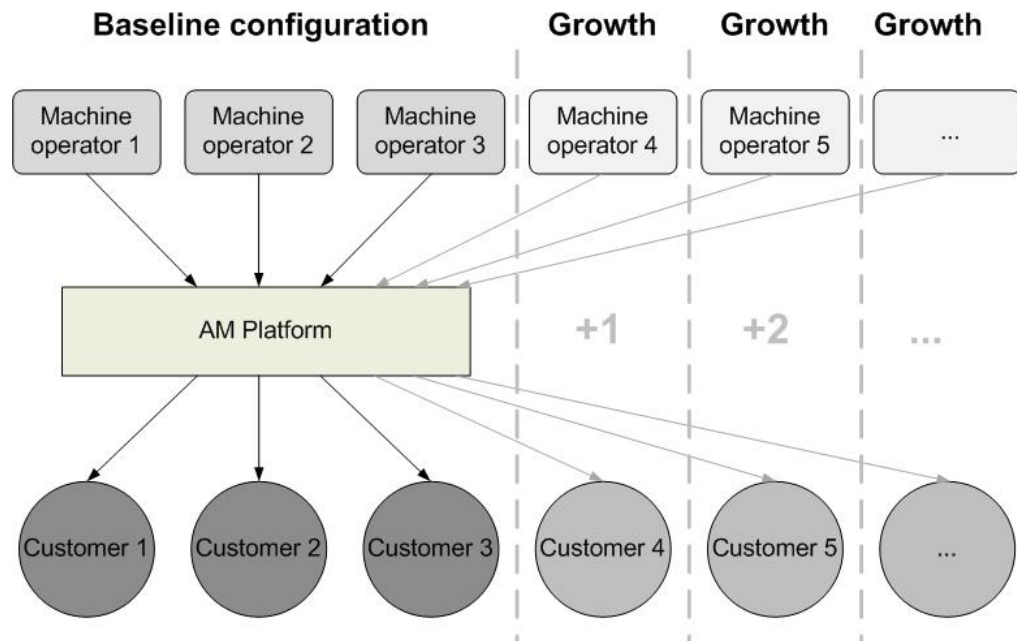 Baseline configuration Growth Growth Growth
Machine operator 1
Machine operator 2
Machine operator 3
Machine operator 4
Machine operator 5
...
AM Platform +1 +2 ...
Customer 1 Customer 2 Customer 3 Customer 4 Customer 5 ...